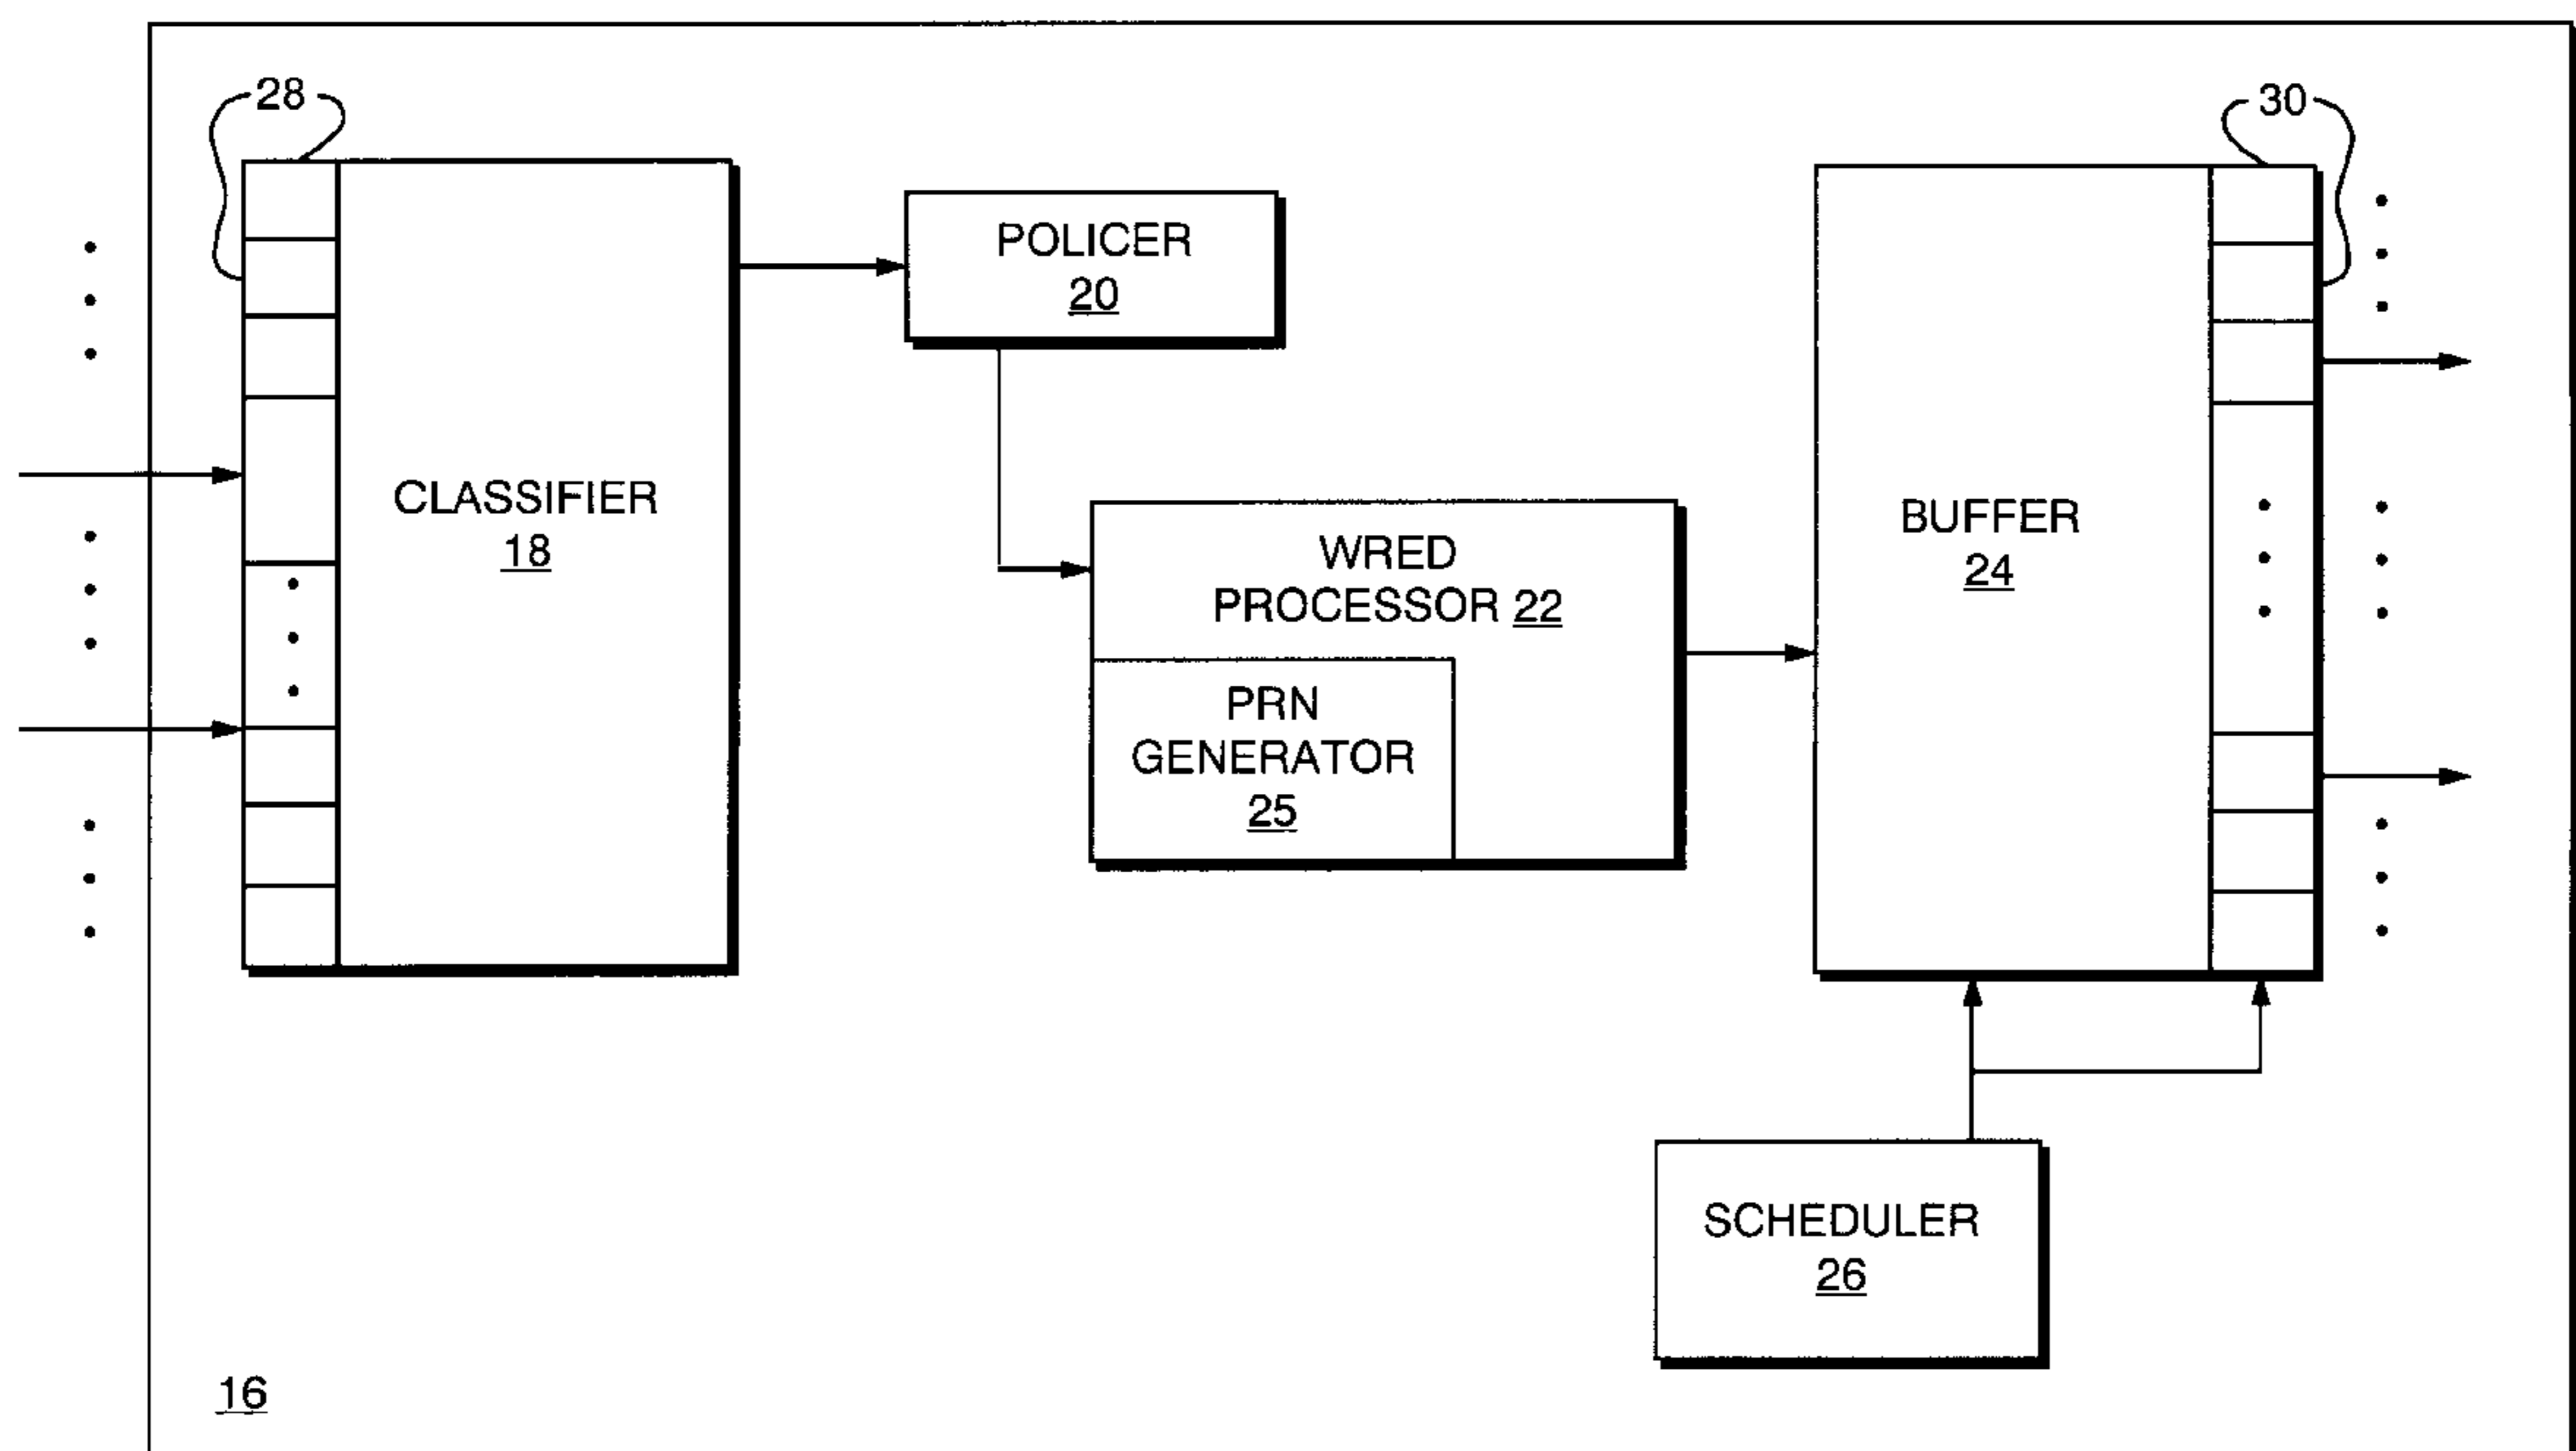 28
30
POLICER
20
CLASSIFIER
18
WRED
PROCESSOR 22
PRN
GENERATOR
25
BUFFER
24
SCHEDULER
26
16